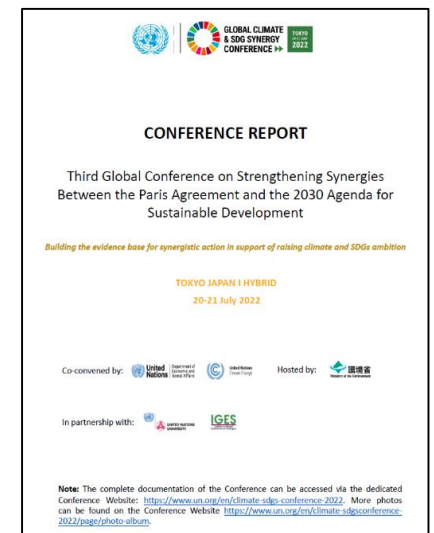 GLOBAL CLIMATE
& SDG SYNERGY
CONFERENCE
TOKYO
2022
CONFERENCE REPORT
Third Global Conference on Strengthening Synergies
Between the Paris Agreement and the 2030 Agenda for
Sustainable Development
Building the evidence base for synergistic action in support of raising climate and SDGs ambition
TOKYO JAPAN I HYBRID
20-21 July 2022
Co-convened by:
United
Nations
Department of
Economic and
Social Affairs
United Nations
Climate Change
Hosted by:
環境省
Ministry of the Environment
In partnership with:
UNITED NATIONS
UNIVERSITY
IGES
Note: The complete documentation of the Conference can be accessed via the dedicated
Conference Website: https://www.un.org/en/climate-sdgs-conference-2022. More photos
can be found on the Conference Website https://www.un.org/en/climate-sdgsconference-
2022/page/photo-album.